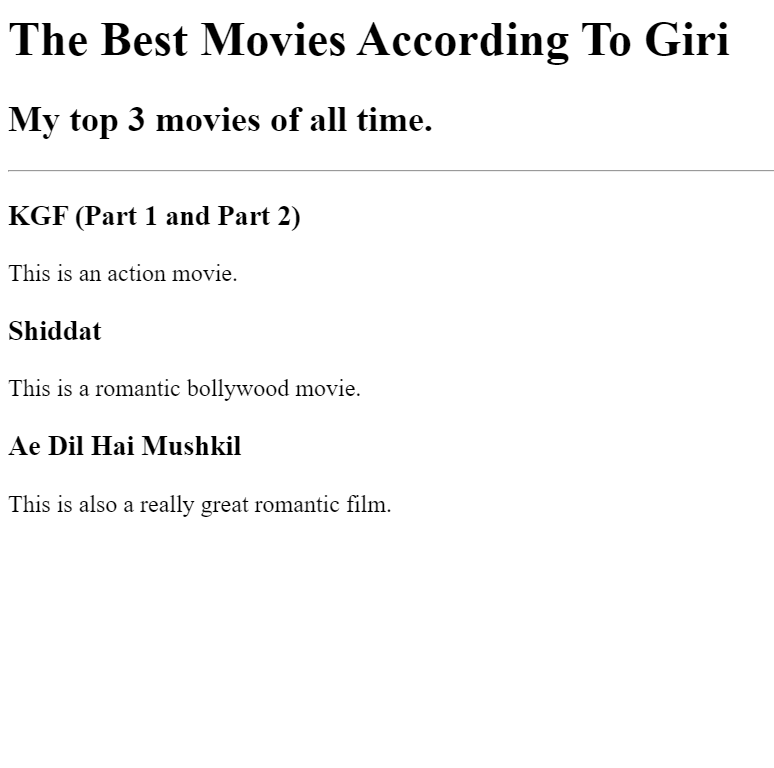 The Best Movies According To Giri
My top 3 movies of all time.
KGF (Part 1 and Part 2)
This is an action movie.
Shiddat
This is a romantic bollywood movie.
Ae Dil Hai Mushkil
This is also a really great romantic film.